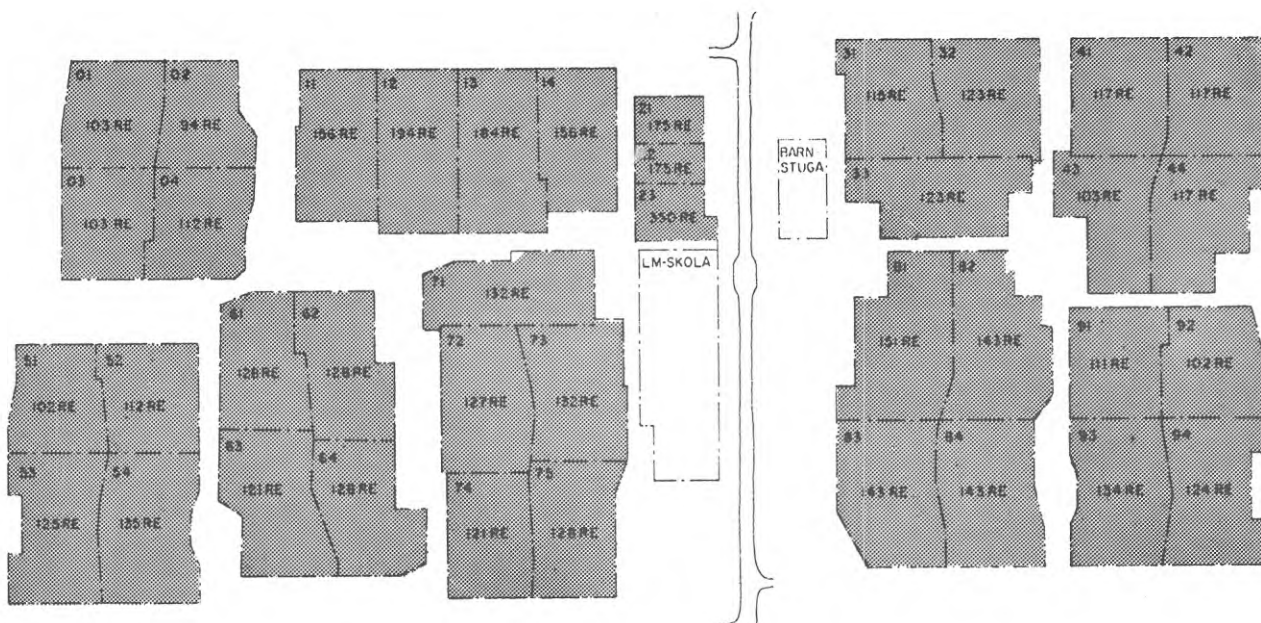 01
02
103 RE
94 RE
03
04
103 RE
112 RE
11
12
13
14
156 RE
194 RE
184 RE
156 RE
21
175 RE
2
175 RE
23
350 RE
LM-SKOLA
BARN
STUGA
31
32
115 RE
123 RE
33
123 RE
41
42
117 RE
117 RE
43
44
103 RE
117 RE
51
52
102 RE
112 RE
53
54
125 RE
135 RE
61
62
128 RE
128 RE
63
64
121 RE
128 RE
71
132 RE
72
73
127 RE
132 RE
74
75
121 RE
128 RE
81
82
151 RE
143 RE
83
84
143 RE
143 RE
91
92
111 RE
102 RE
93
94
134 RE
124 RE